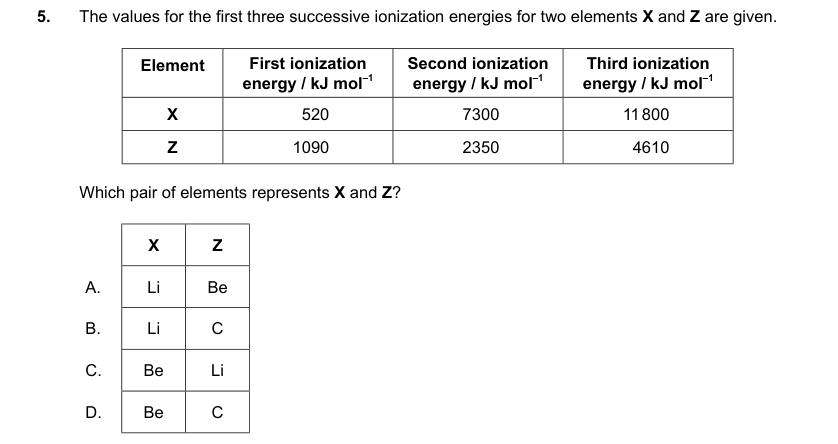 5. The values for the first three successive ionization energies for two elements X and Z are given.
Element First ionization energy / kJ mol⁻¹ Second ionization energy / kJ mol⁻¹ Third ionization energy / kJ mol⁻¹
X 520 7300 11 800
Z 1090 2350 4610
Which pair of elements represents X and Z?
X Z
A. Li Be
B. Li C
C. Be Li
D. Be C